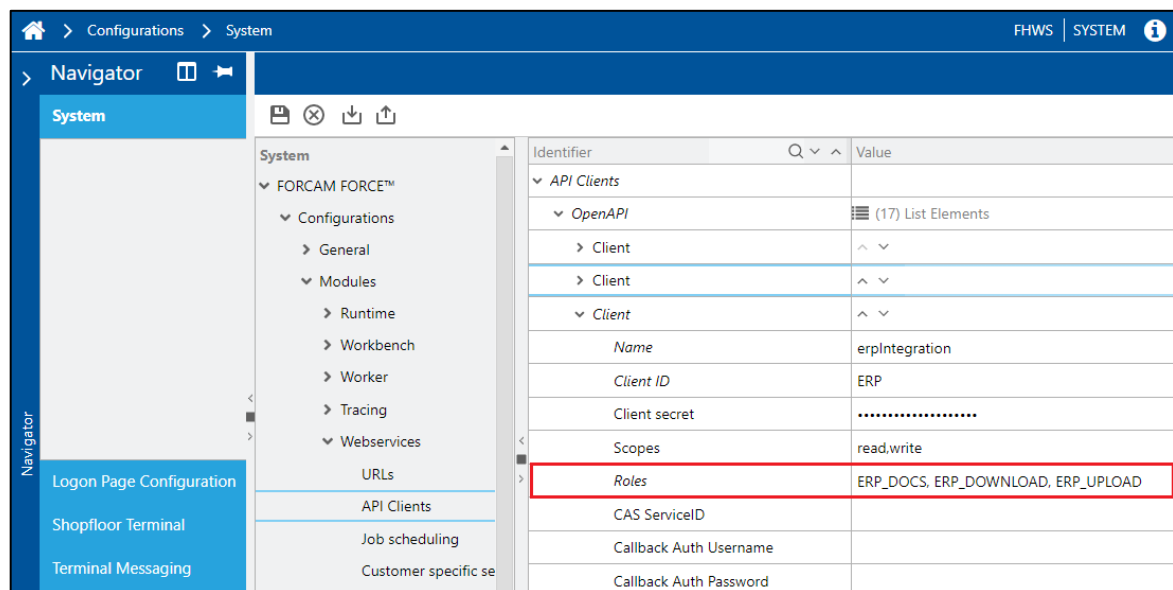 Configurations System FHWS SYSTEM
Navigator
System
System
FORCAM FORCE™
Configurations
General
Modules
Runtime
Workbench
Worker
Tracing
Webservices
URLs
API Clients
Job scheduling
Customer specific se
Navigator
Logon Page Configuration
Shopfloor Terminal
Terminal Messaging
Identifier Value
API Clients
OpenAPI (17) List Elements
Client
Client
Client
Name erpIntegration
Client ID ERP
Client secret ••••••••••••••••••••
Scopes read,write
Roles ERP_DOCS, ERP_DOWNLOAD, ERP_UPLOAD
CAS ServiceID
Callback Auth Username
Callback Auth Password